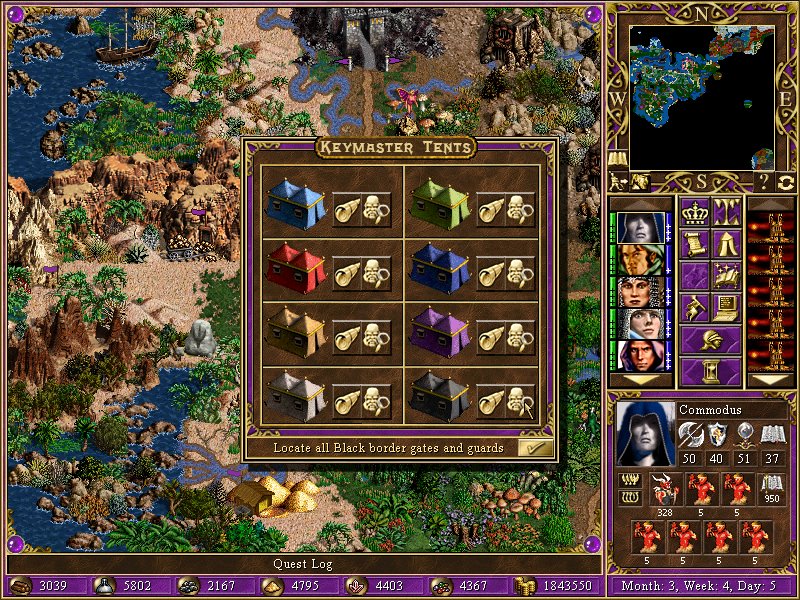 N
W
E
S
?
KEYMASTER TENTS
Locate all Black border gates and guards
Commodus
50 40 51 37
950
328 5 5
5 5 5 5
Quest Log
3039 5802 2167 4795 4403 4367 1843550
Month: 3, Week: 4, Day: 5